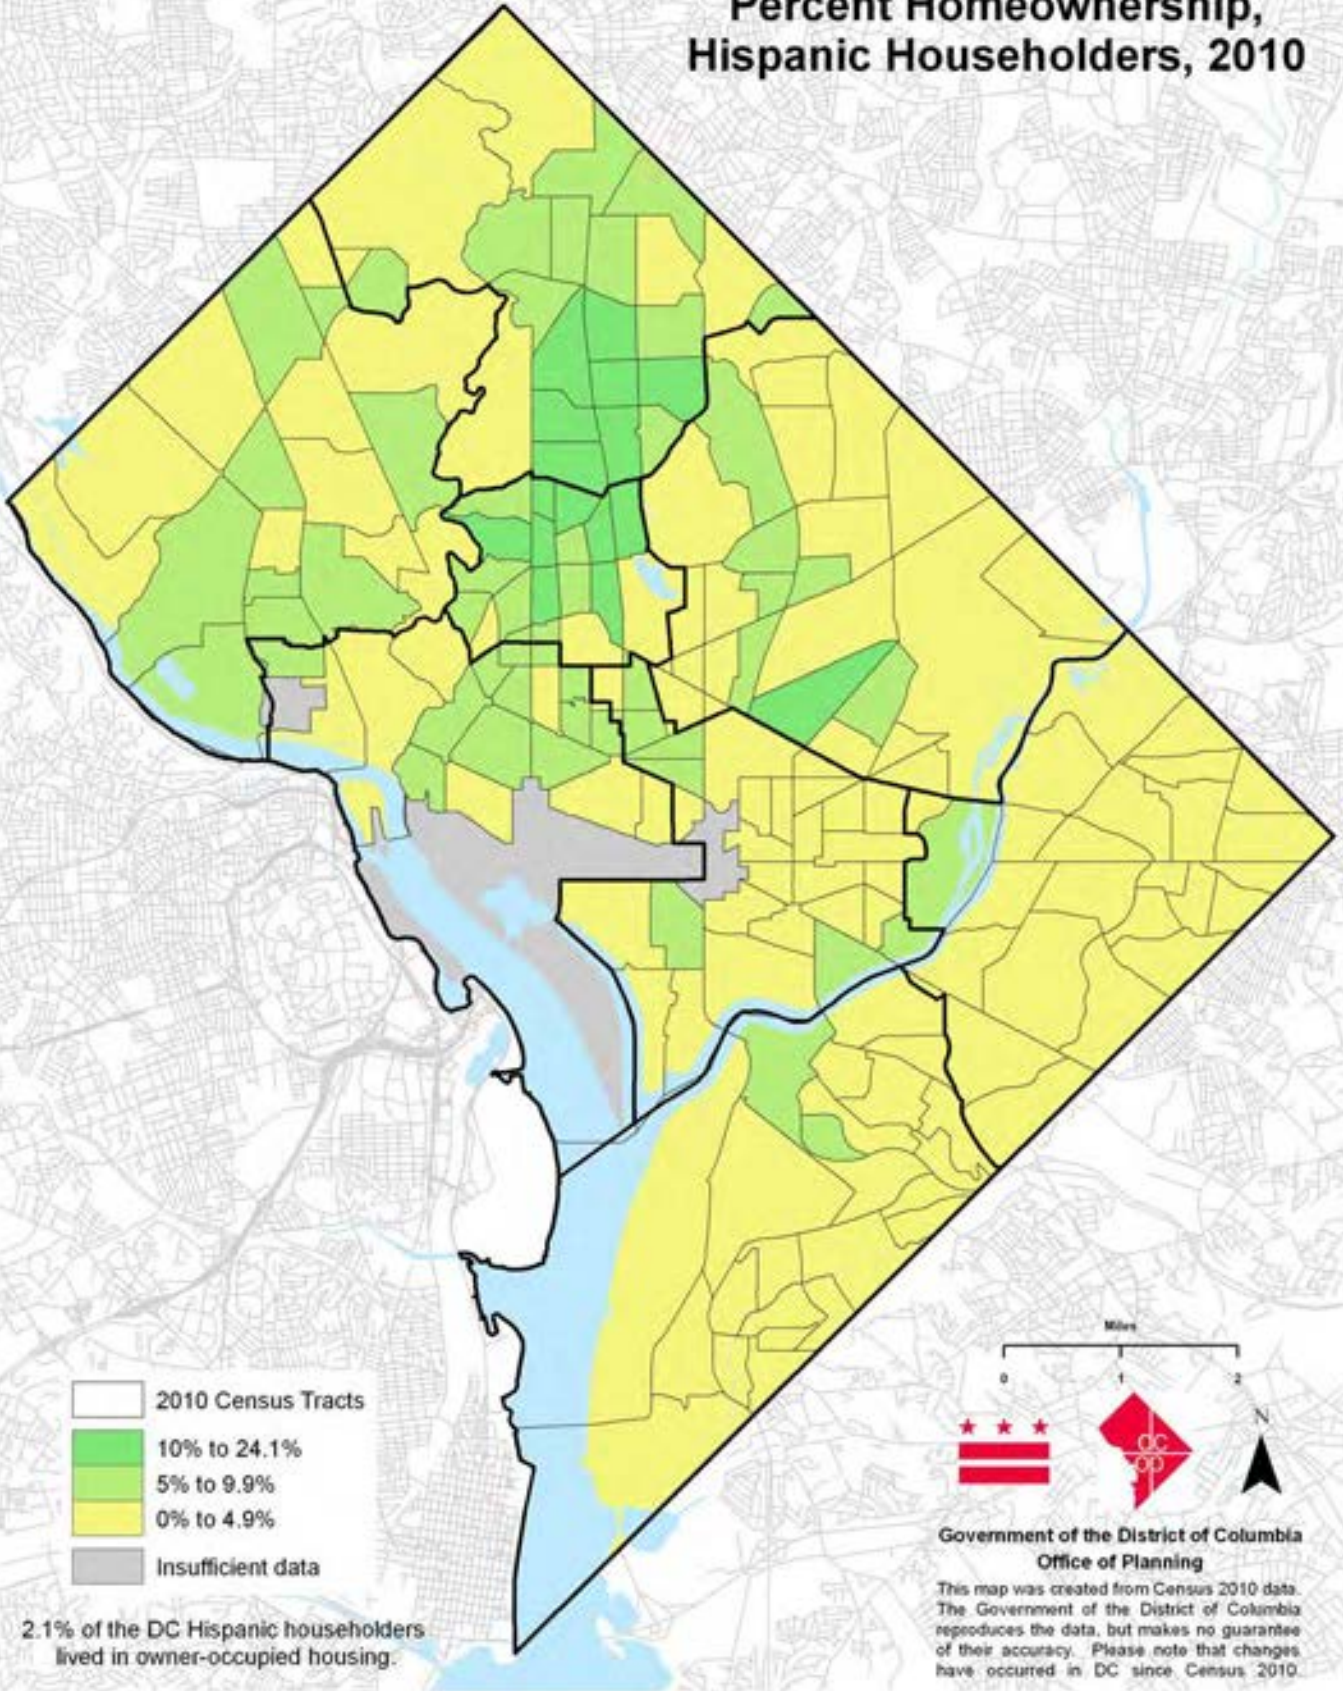 Percent Homeownership,
Hispanic Householders, 2010
2010 Census Tracts
10% to 24.1%
5% to 9.9%
0% to 4.9%
Insufficient data
2.1% of the DC Hispanic householders
lived in owner-occupied housing.
Miles
0 1 2
N
dc
op
Government of the District of Columbia
Office of Planning
This map was created from Census 2010 data.
The Government of the District of Columbia
reproduces the data, but makes no guarantee
of their accuracy. Please note that changes
have occurred in DC since Census 2010.